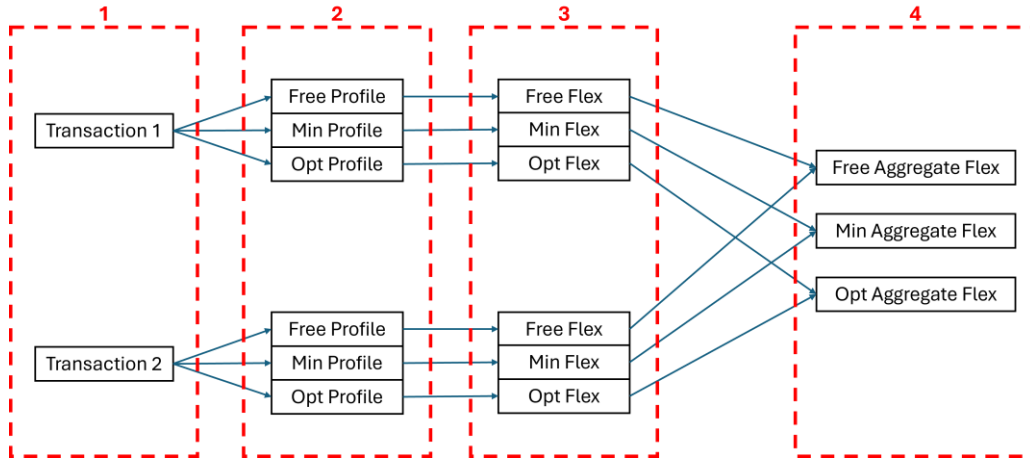 1
2
3
4
Transaction 1
Free Profile
Min Profile
Opt Profile
Free Flex
Min Flex
Opt Flex
Free Aggregate Flex
Min Aggregate Flex
Opt Aggregate Flex
Transaction 2
Free Profile
Min Profile
Opt Profile
Free Flex
Min Flex
Opt Flex